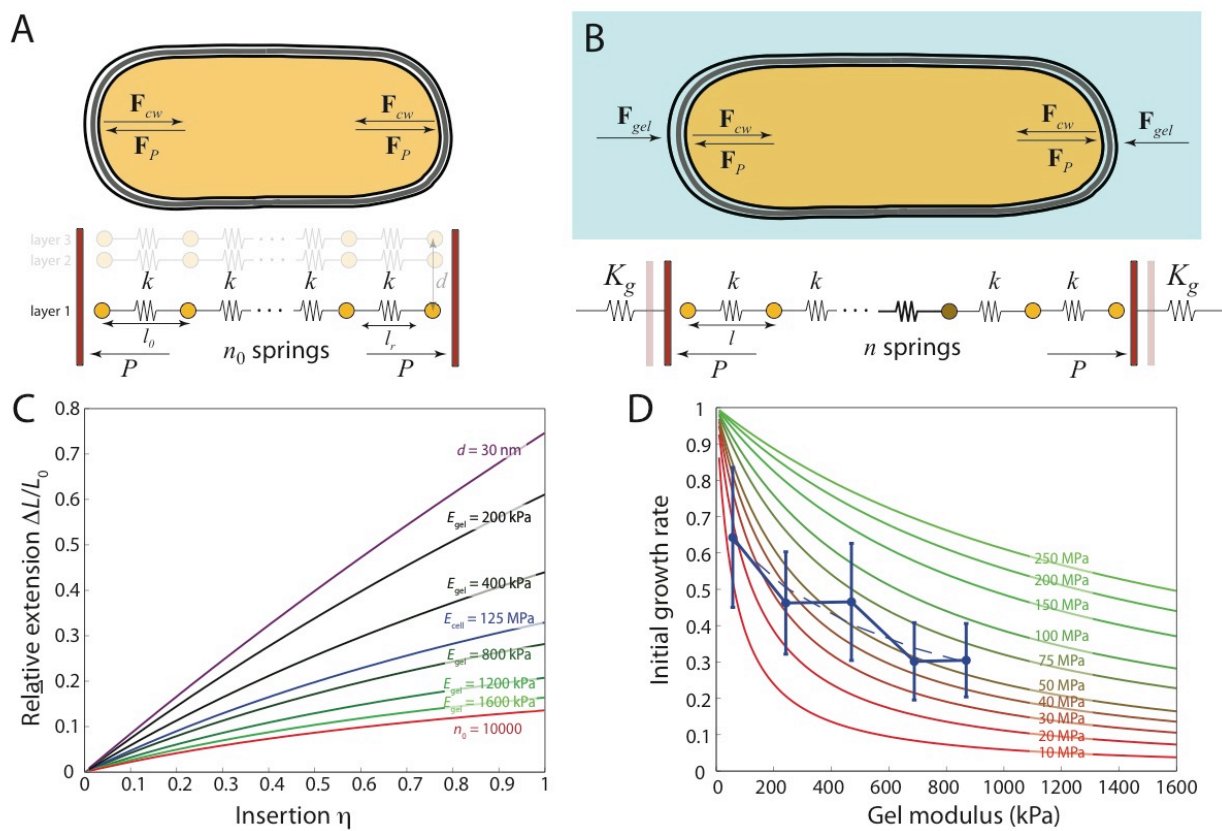 A
F_cw
F_cw
F_P
F_P
layer 3
layer 2
k k k k d
layer 1
l_0 l_r
n_0 springs
P P
B
F_gel
F_cw
F_cw
F_gel
F_P
F_P
K_g k k k k K_g
l
n springs
P P
C
0.8
0.7
0.6
0.5
0.4
0.3
0.2
0.1
0
Relative extension ΔL/L_0
d = 30 nm
E_gel = 200 kPa
E_gel = 400 kPa
E_cell = 125 MPa
E_gel = 800 kPa
E_gel = 1200 kPa
E_gel = 1600 kPa
n_0 = 10000
0 0.1 0.2 0.3 0.4 0.5 0.6 0.7 0.8 0.9 1
Insertion η
D
1
0.9
0.8
0.7
0.6
0.5
0.4
0.3
0.2
0.1
0
Initial growth rate
250 MPa
200 MPa
150 MPa
100 MPa
75 MPa
50 MPa
40 MPa
30 MPa
20 MPa
10 MPa
0 200 400 600 800 1000 1200 1400 1600
Gel modulus (kPa)